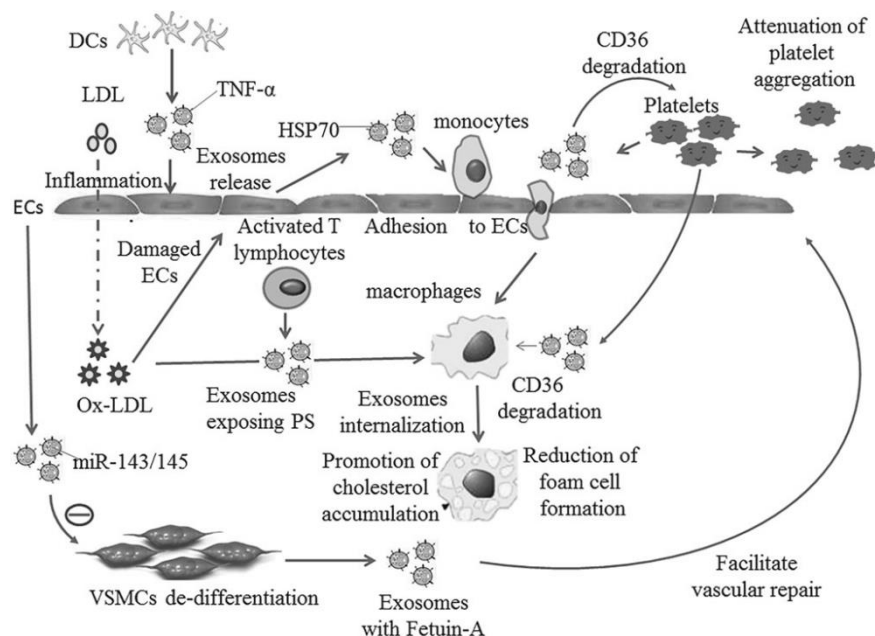 DCs
TNF-α
LDL
HSP70
monocytes
CD36
degradation
Platelets
Attenuation of
platelet
aggregation
Inflammation
Exosomes
release
ECs
Damaged
ECs
Activated T
lymphocytes
Adhesion
to ECs
macrophages
Ox-LDL
Exosomes
exposing PS
Exosomes
internalization
CD36
degradation
miR-143/145
Promotion of
cholesterol
accumulation
Reduction of
foam cell
formation
VSMCs de-differentiation
Exosomes
with Fetuin-A
Facilitate
vascular repair